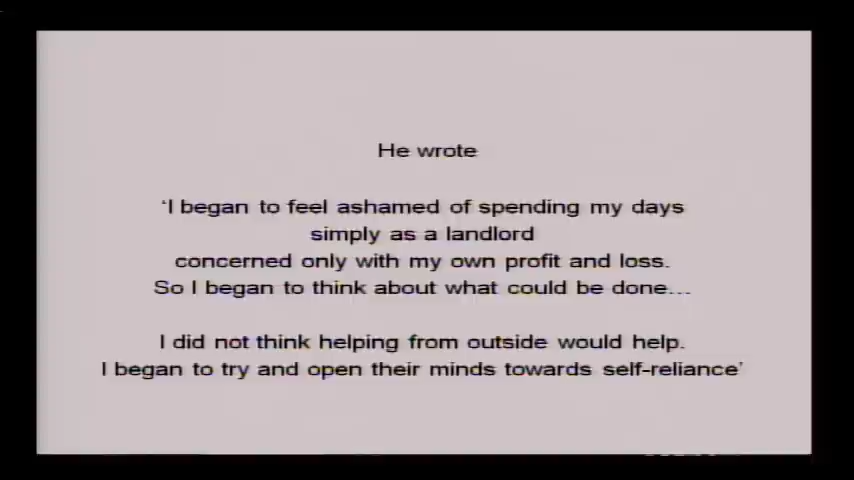 He wrote
‘I began to feel ashamed of spending my days
simply as a landlord
concerned only with my own profit and loss.
So I began to think about what could be done...
I did not think helping from outside would help.
I began to try and open their minds towards self-reliance’